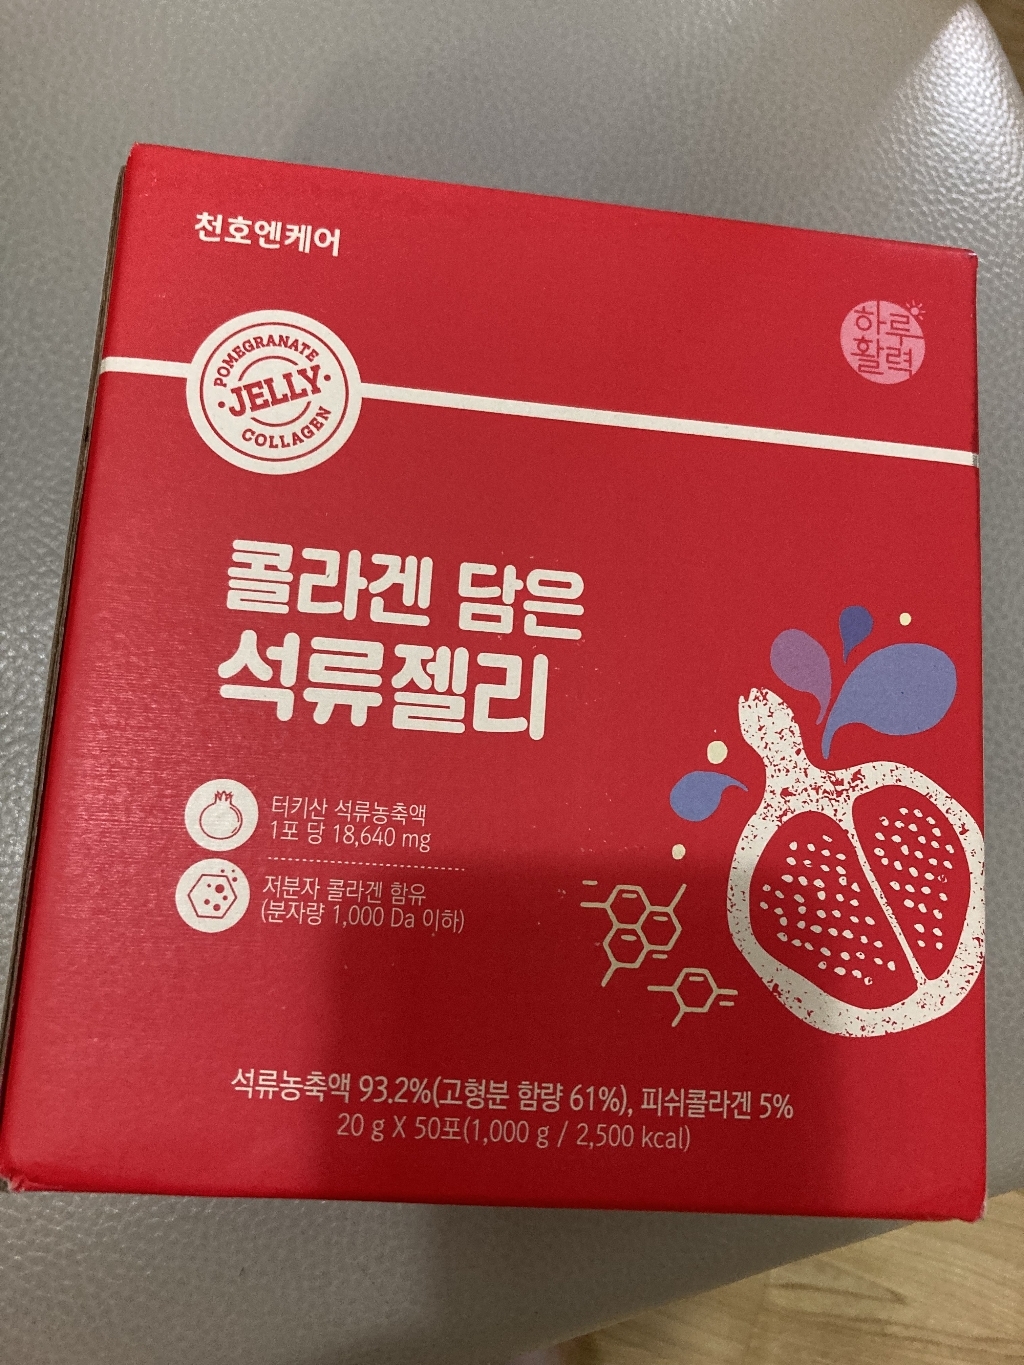 천호엔케어
하루
활력
POMEGRANATE
JELLY
COLLAGEN
콜라겐 담은
석류젤리
터키산 석류농축액
1포 당 18,640 mg
저분자 콜라겐 함유
(분자량 1,000 Da 이하)
석류농축액 93.2%(고형분 함량 61%), 피쉬콜라겐 5%
20 g X 50포(1,000 g / 2,500 kcal)